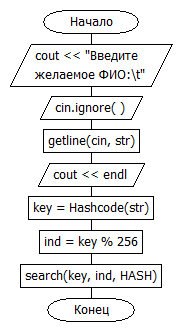 Начало
cout << "Введите
желаемое ФИО:\t"
cin.ignore( )
getline(cin, str)
cout << endl
key = Hashcode(str)
ind = key % 256
search(key, ind, HASH)
Конец